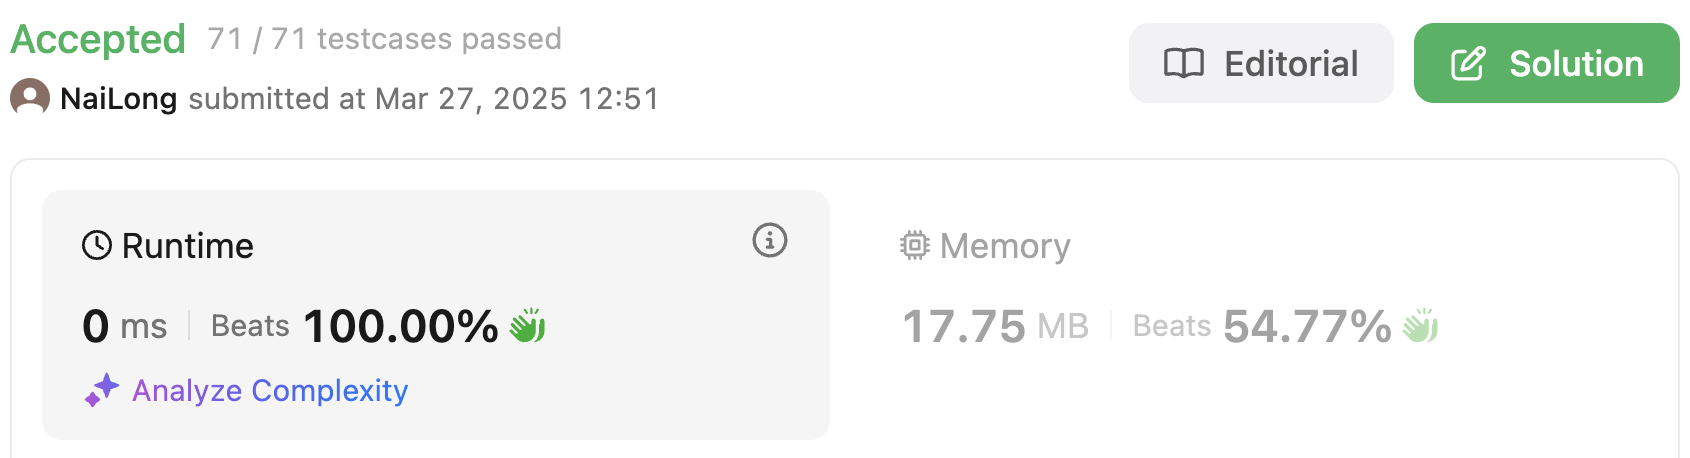 Accepted 71 / 71 testcases passed
NaiLong submitted at Mar 27, 2025 12:51
Editorial
Solution
Runtime
0 ms Beats 100.00%
Analyze Complexity
Memory
17.75 MB Beats 54.77%